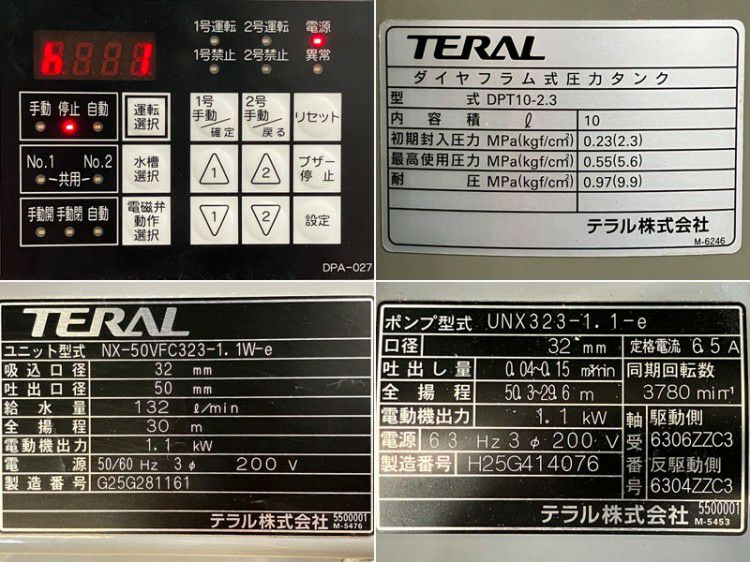 1号運転 2号運転 電源
1号禁止 2号禁止 異常
手動 停止 自動
運転選択
1号手動/確定
2号手動/戻る
リセット
No.1 No.2
共用
水槽選択
1
2
ブザー停止
手動開 手動閉 自動
電磁弁動作選択
1
2
設定
DPA-027
TERAL
ダイヤフラム式圧力タンク
型 式 DPT10-2.3
内容積 ℓ 10
初期封入圧力 MPa(kgf/cm²) 0.23(2.3)
最高使用圧力 MPa(kgf/cm²) 0.55(5.6)
耐 圧 MPa(kgf/cm²) 0.97(9.9)
テラル株式会社
M-6246
TERAL
ユニット型式 NX-50VFC323-1.1W-e
吸込口径 32 mm
吐出口径 50 mm
給水量 132 ℓ/min
全揚程 30 m
電動機出力 1.1 kW
電源 50/60 Hz 3φ 200 V
製造番号 G25G281161
テラル株式会社 5500001
M-5476
ポンプ型式 UNX323-1.1-e
口径 32 mm 定格電流 6.5 A
吐出し量 0.04~0.15 m³/min 同期回転数
全揚程 50.3~29.6 m 3780 min⁻¹
電動機出力 1.1 kW 軸受番号 駆動側
電源 63 Hz 3φ 200 V 6306ZZC3
製造番号 H25G414076 反駆動側
6304ZZC3
テラル株式会社 5500001
M-5453